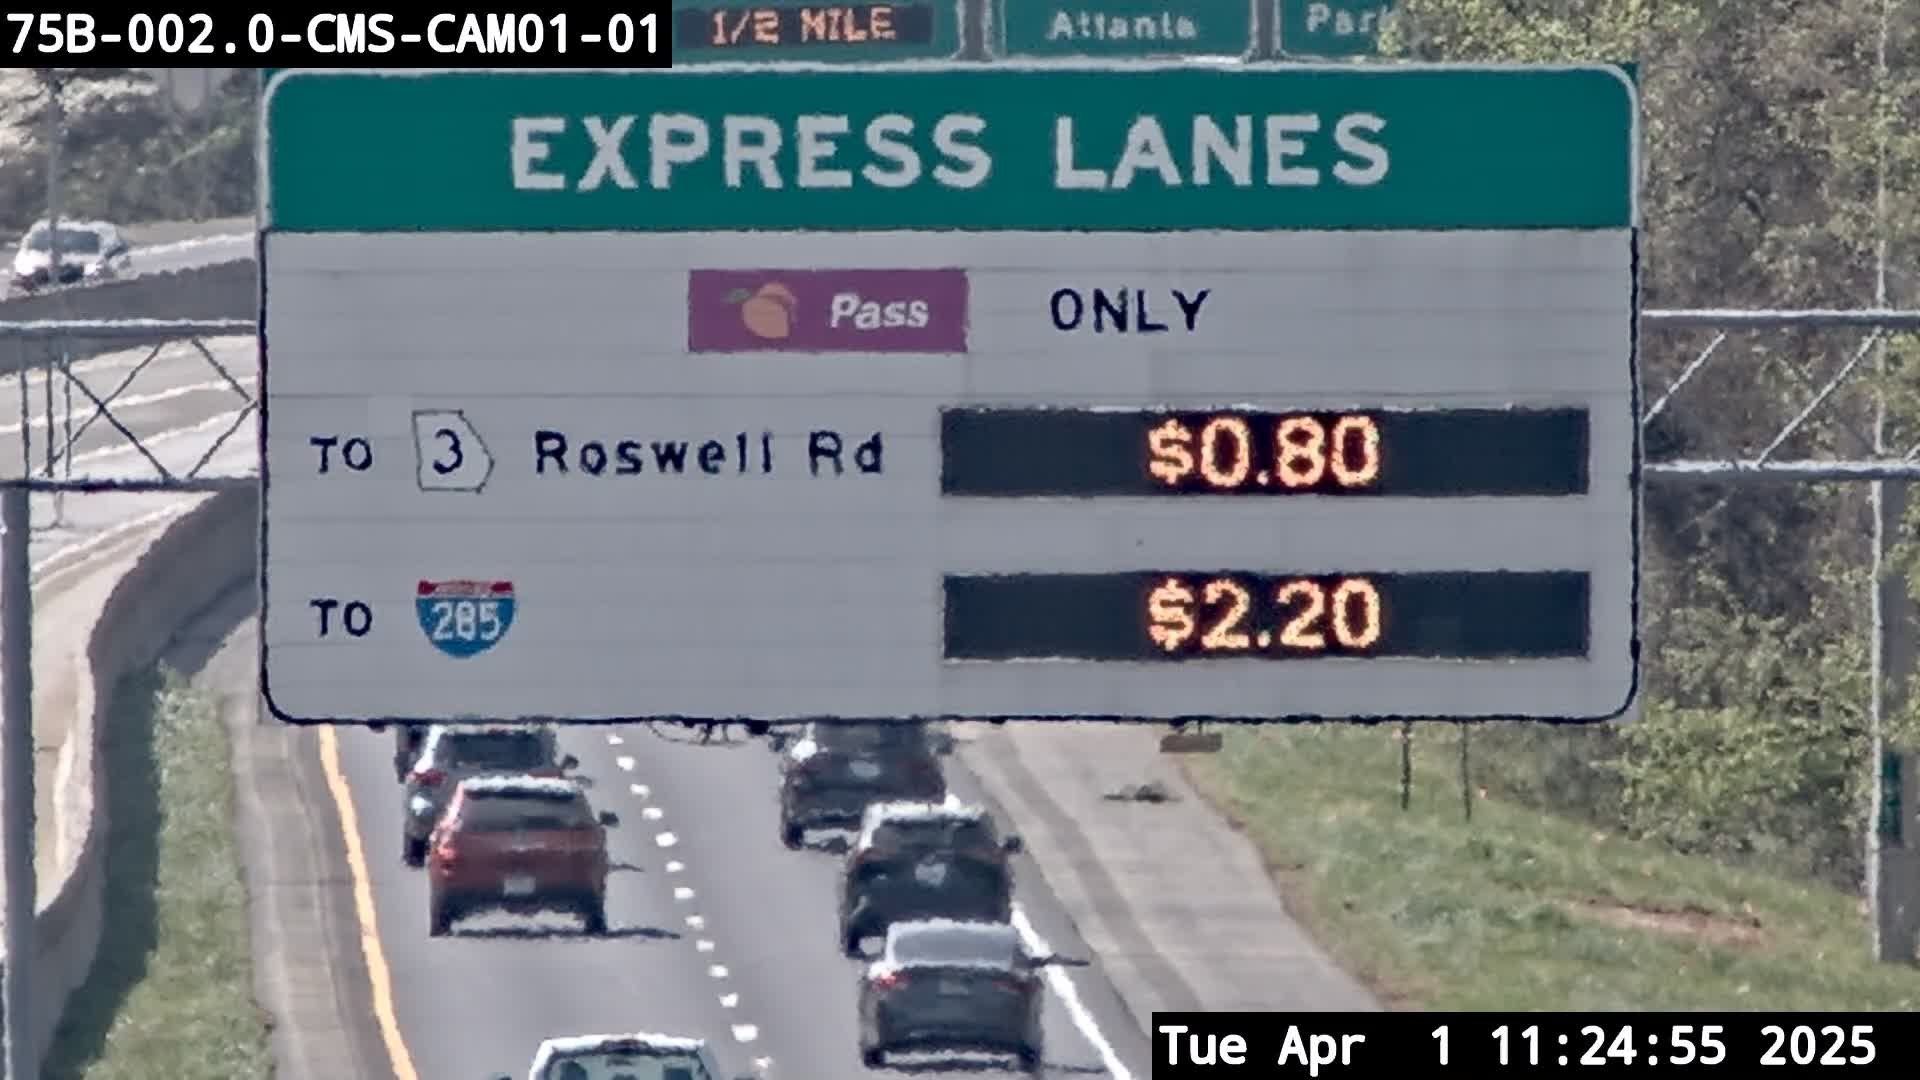 75B-002.0-CMS-CAM01-01
1/2 MILE
Atlanta
EXPRESS LANES
Pass ONLY
TO 3 Roswell Rd $0.80
TO 285 $2.20
Tue Apr 1 11:24:55 2025